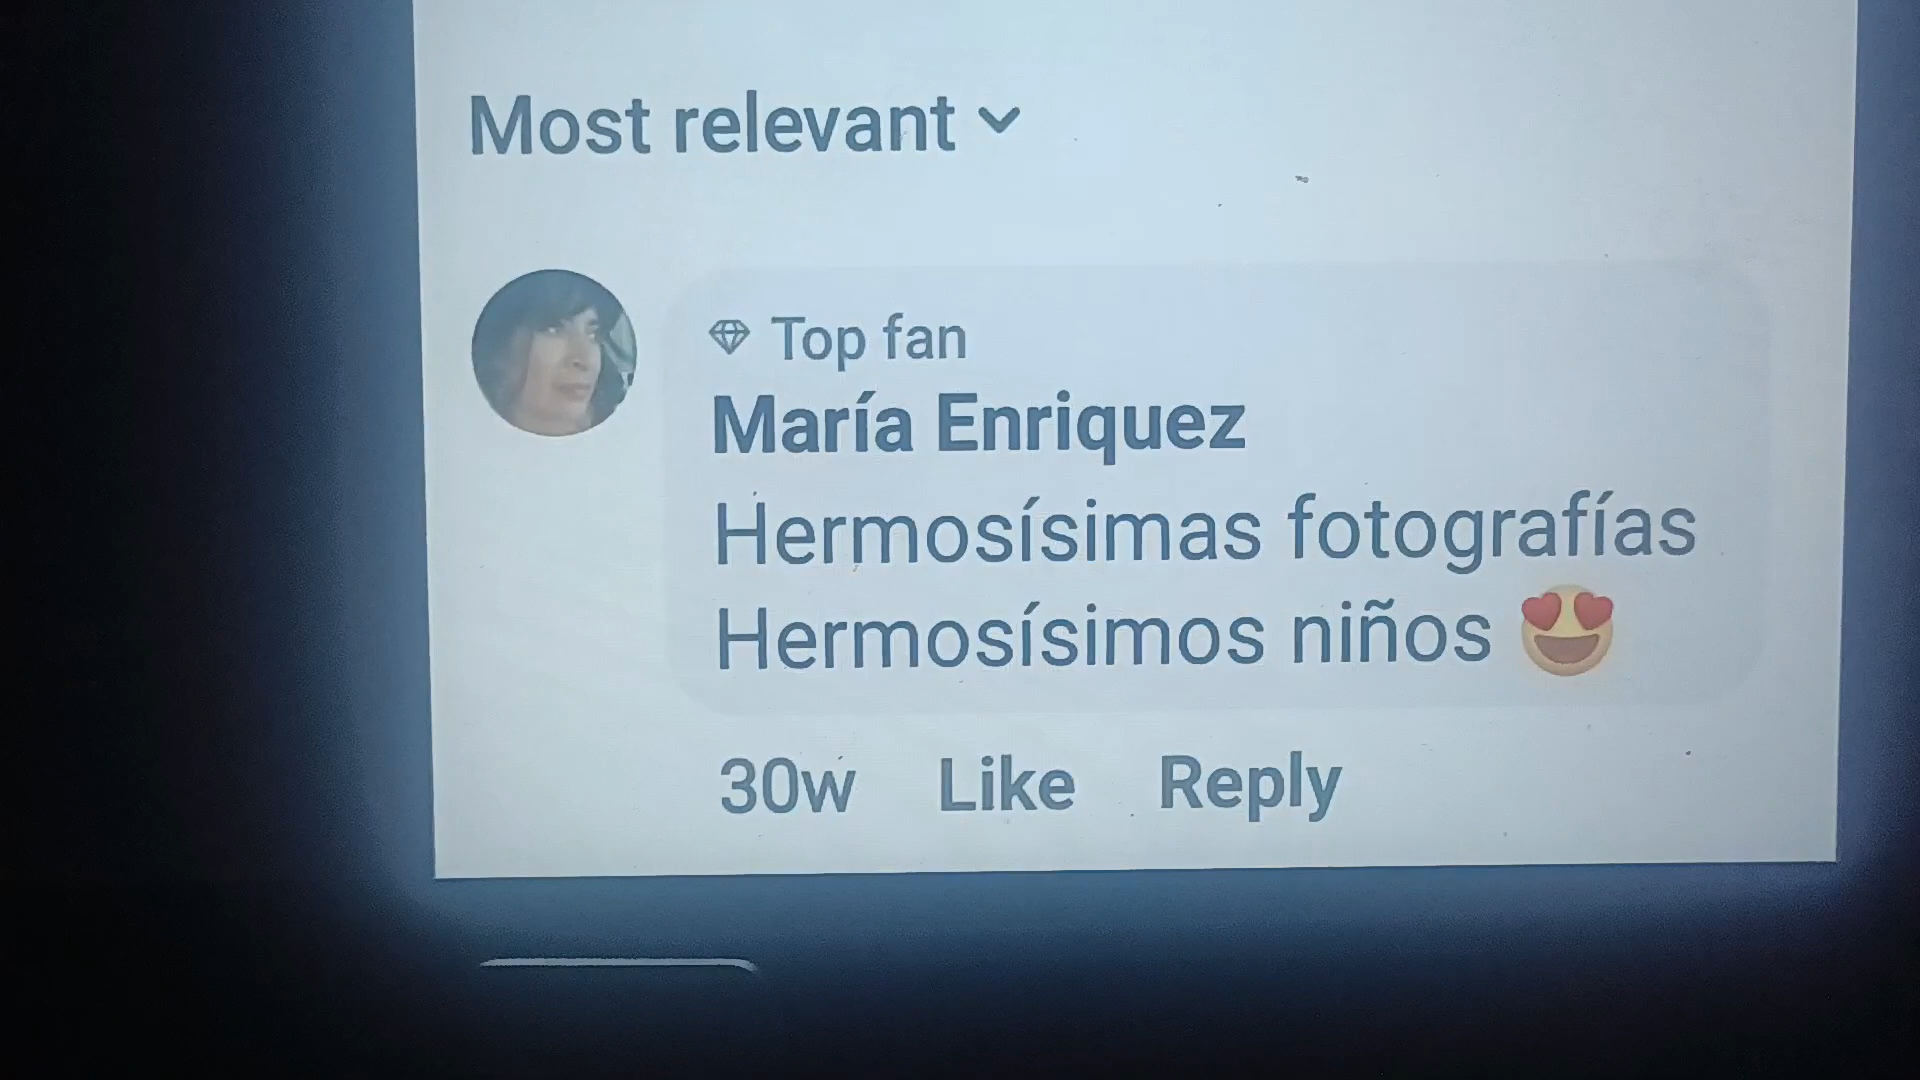 Most relevant
Top fan
María Enriquez
Hermosísimas fotografías
Hermosísimos niños 😍
30w Like Reply